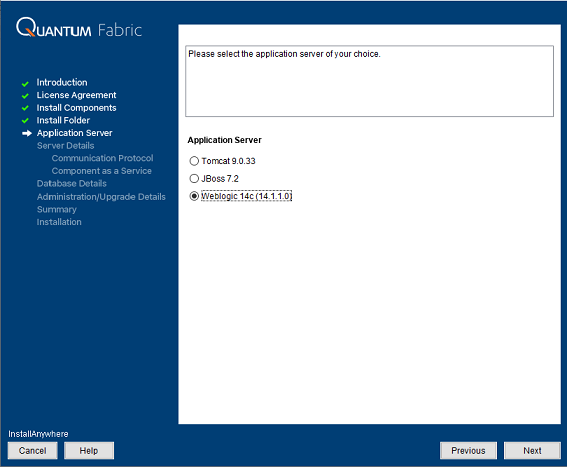 QUANTUM Fabric
Please select the application server of your choice.
Introduction
License Agreement
Install Components
Install Folder
Application Server
Server Details
Communication Protocol
Component as a Service
Database Details
Administration/Upgrade Details
Summary
Installation
Application Server
Tomcat 9.0.33
JBoss 7.2
Weblogic 14c (14.1.1.0)
InstallAnywhere
Cancel Help Previous Next